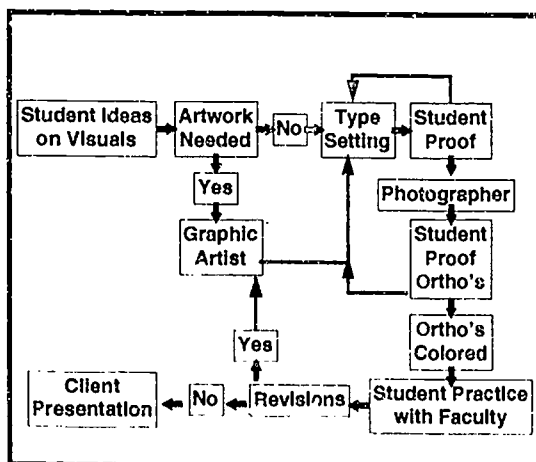 Student Ideas
on Visuals
Artwork
Needed
No
Type
Setting
Student
Proof
Yes
Photographer
Graphic
Artist
Student
Proof
Ortho's
Yes
Ortho's
Colored
Client
Presentation
No
Revisions
Student Practice
with Faculty